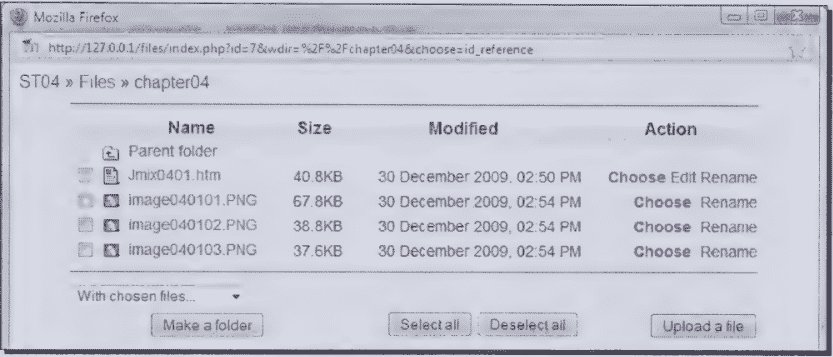 Mozilla Firefox
http://127.0.0.1/files/index.php?id=7&wdir=%2F%2Fchapter04&choose=id_reference
ST04 » Files » chapter04
Name Size Modified Action
Parent folder
Jmix0401.htm 40.8KB 30 December 2009, 02:50 PM Choose Edit Rename
image040101.PNG 67.8KB 30 December 2009, 02:54 PM Choose Rename
image040102.PNG 38.8KB 30 December 2009, 02:54 PM Choose Rename
image040103.PNG 37.6KB 30 December 2009, 02:54 PM Choose Rename
With chosen files...
Make a folder Select all Deselect all Upload a file